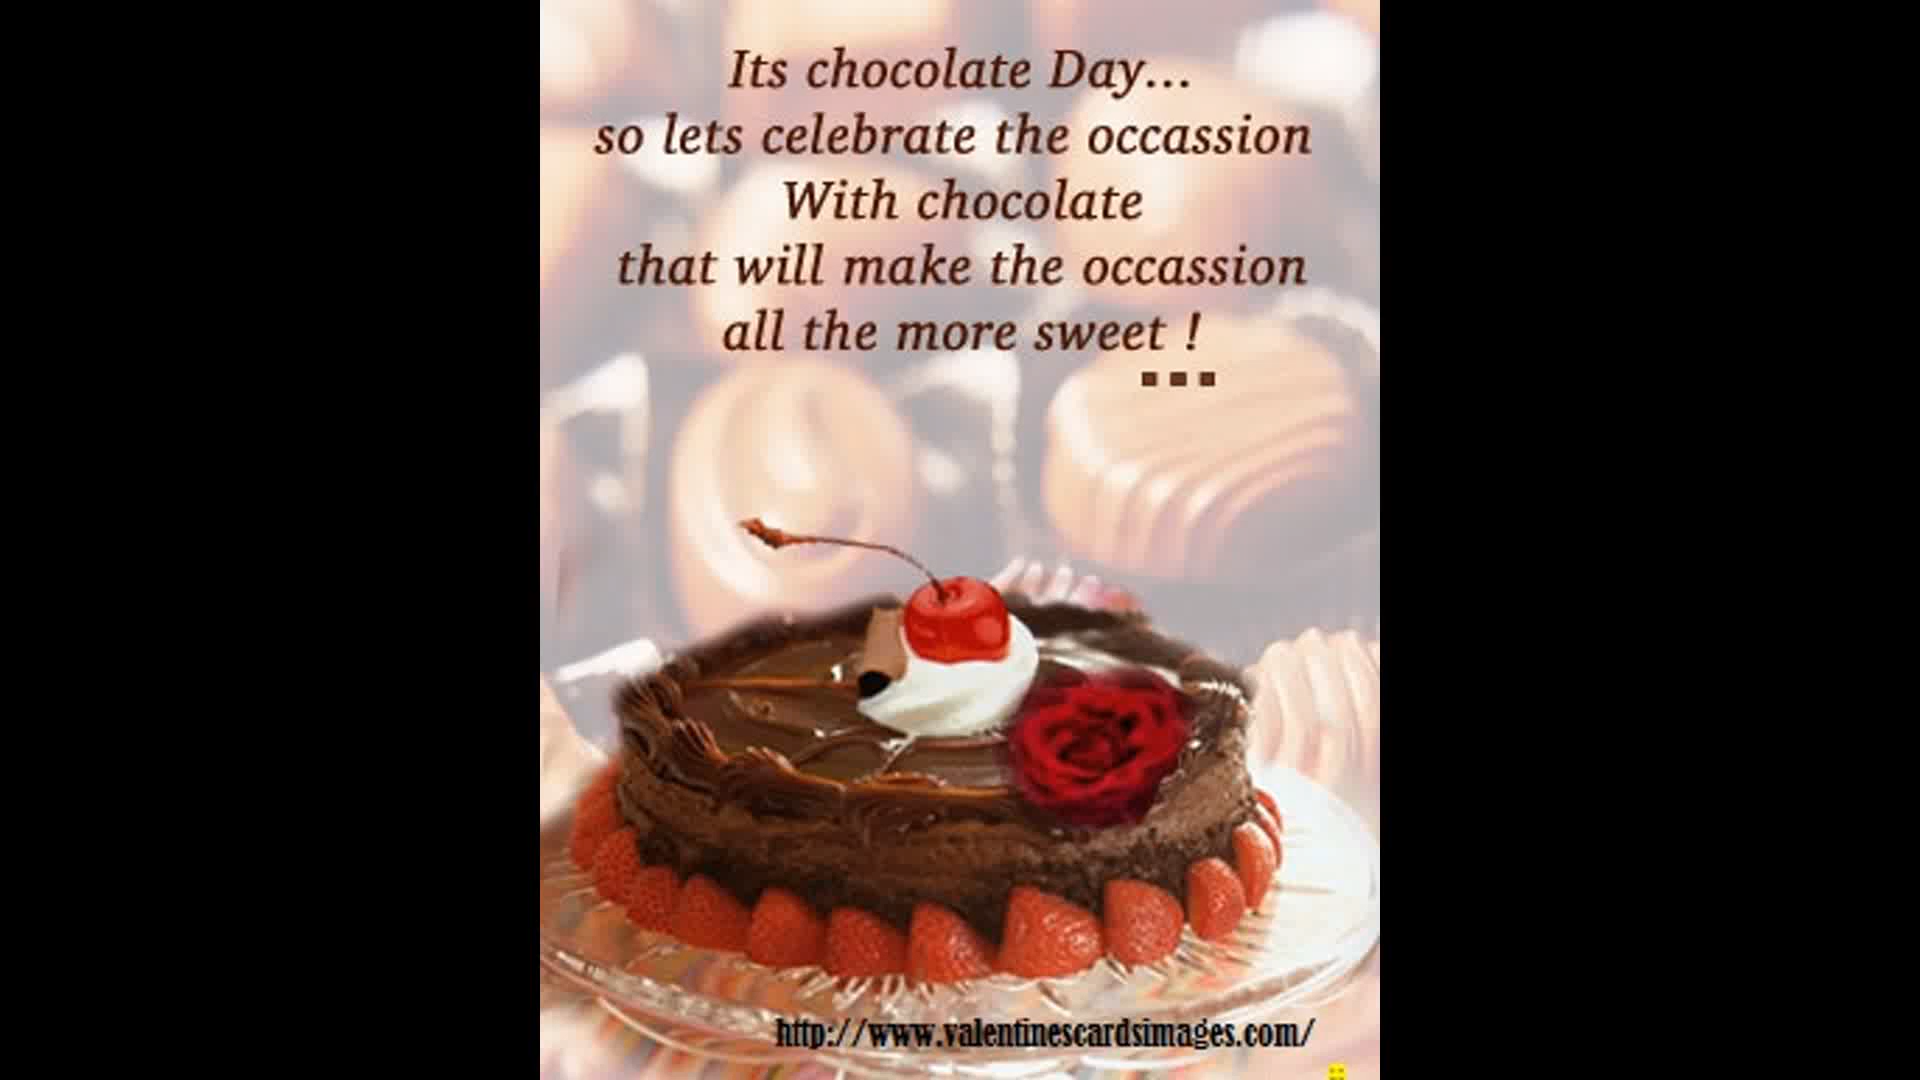 Its chocolate Day...
so lets celebrate the occassion
With chocolate
that will make the occassion
all the more sweet !
...
http://www.valentinescardsimages.com/